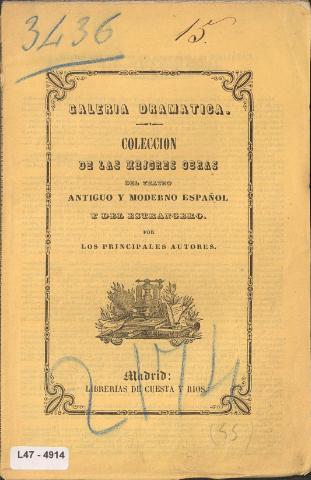 3436
15.
GALERIA DRAMATICA.
COLECCION
DE LAS MEJORES OBRAS
DEL TEATRO
ANTIGUO Y MODERNO ESPAÑOL
Y DEL ESTRANGERO.
POR
LOS PRINCIPALES AUTORES.
Madrid:
LIBRERIAS DE CUESTA Y RIOS.
2174
(55)
L47 - 4914